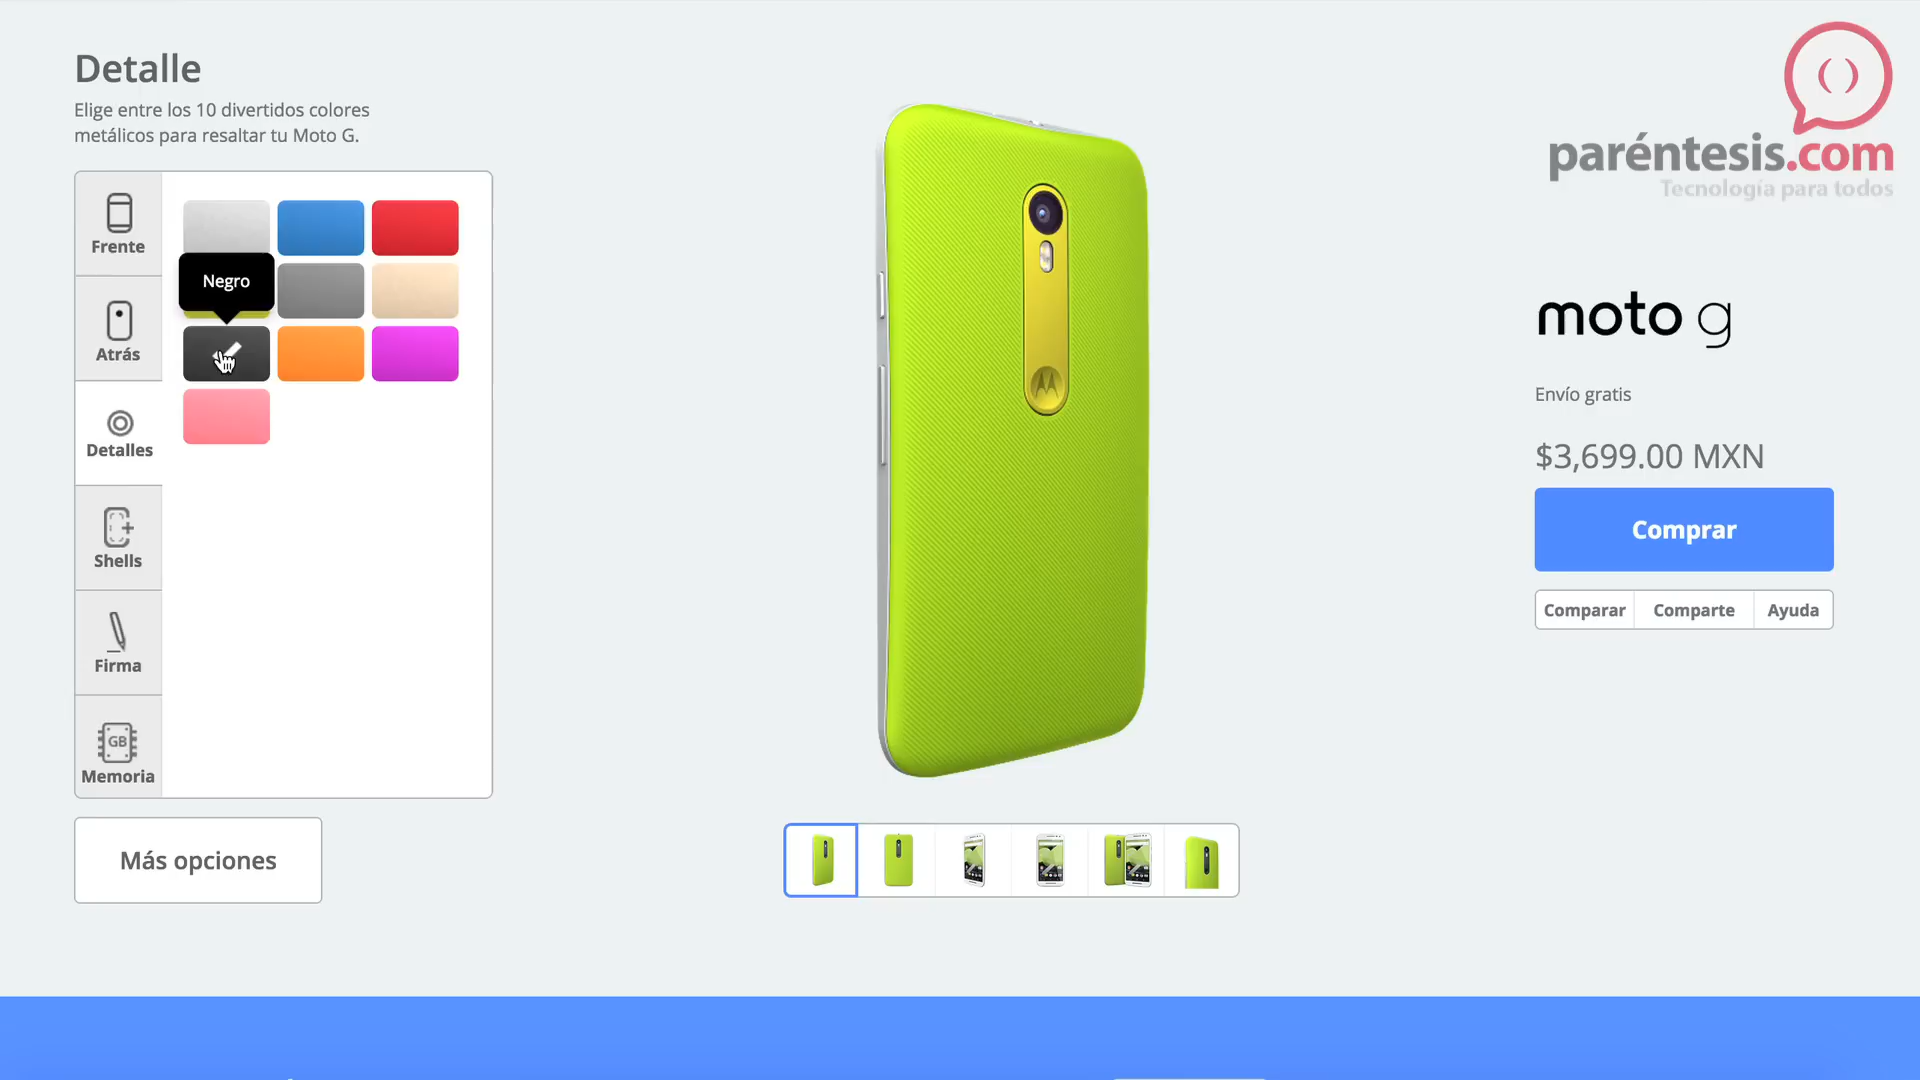 Detalle
Elige entre los 10 divertidos colores
metálicos para resaltar tu Moto G.
Frente
Negro
Atrás
Detalles
Shells
Firma
GB
Memoria
Más opciones
()
paréntesis.com
Tecnología para todos
moto g
Envío gratis
$3,699.00 MXN
Comprar
Comparar Comparte Ayuda